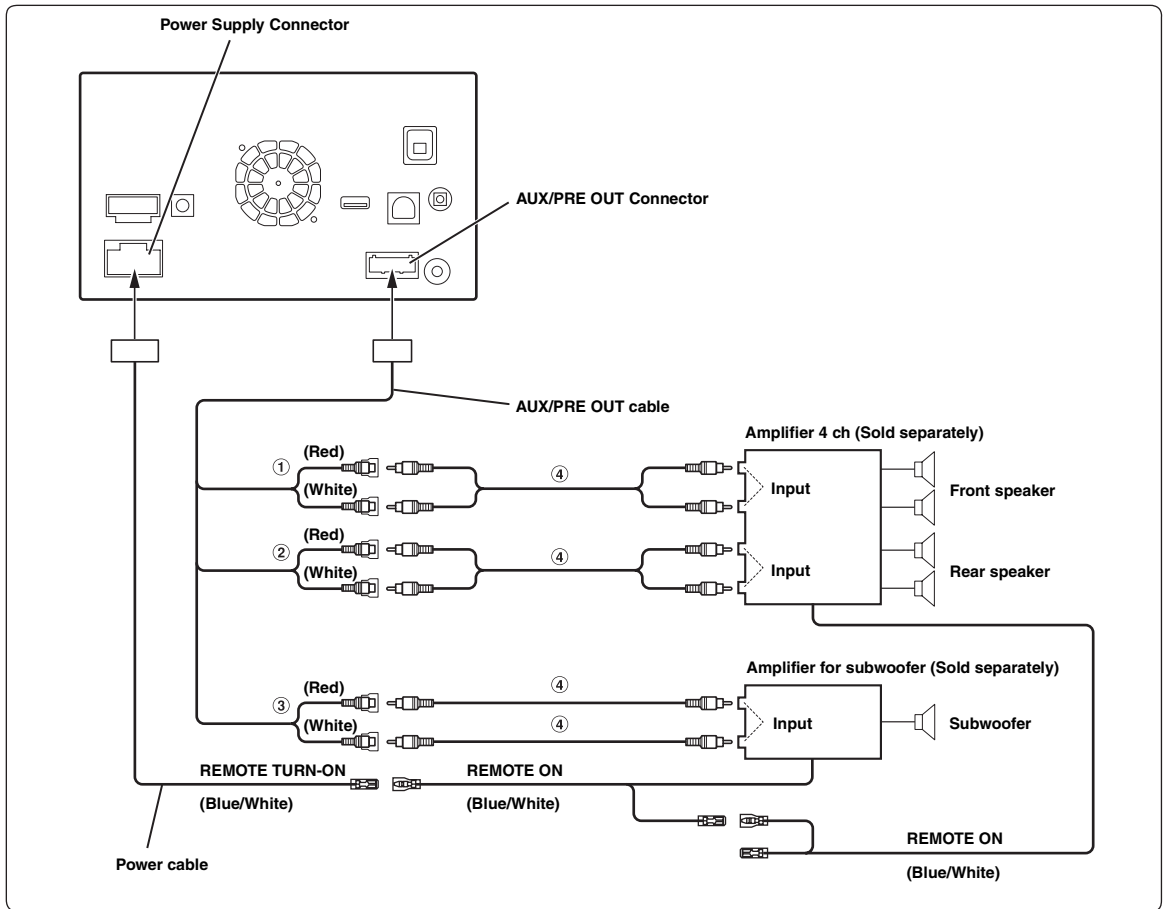 Power Supply Connector
AUX/PRE OUT Connector
AUX/PRE OUT cable
Amplifier 4 ch (Sold separately)
① (Red)
(White)
④
Input
Front speaker
② (Red)
(White)
④
Input
Rear speaker
Amplifier for subwoofer (Sold separately)
③ (Red)
(White)
④
④
Input
Subwoofer
REMOTE TURN-ON
(Blue/White)
REMOTE ON
(Blue/White)
REMOTE ON
(Blue/White)
Power cable